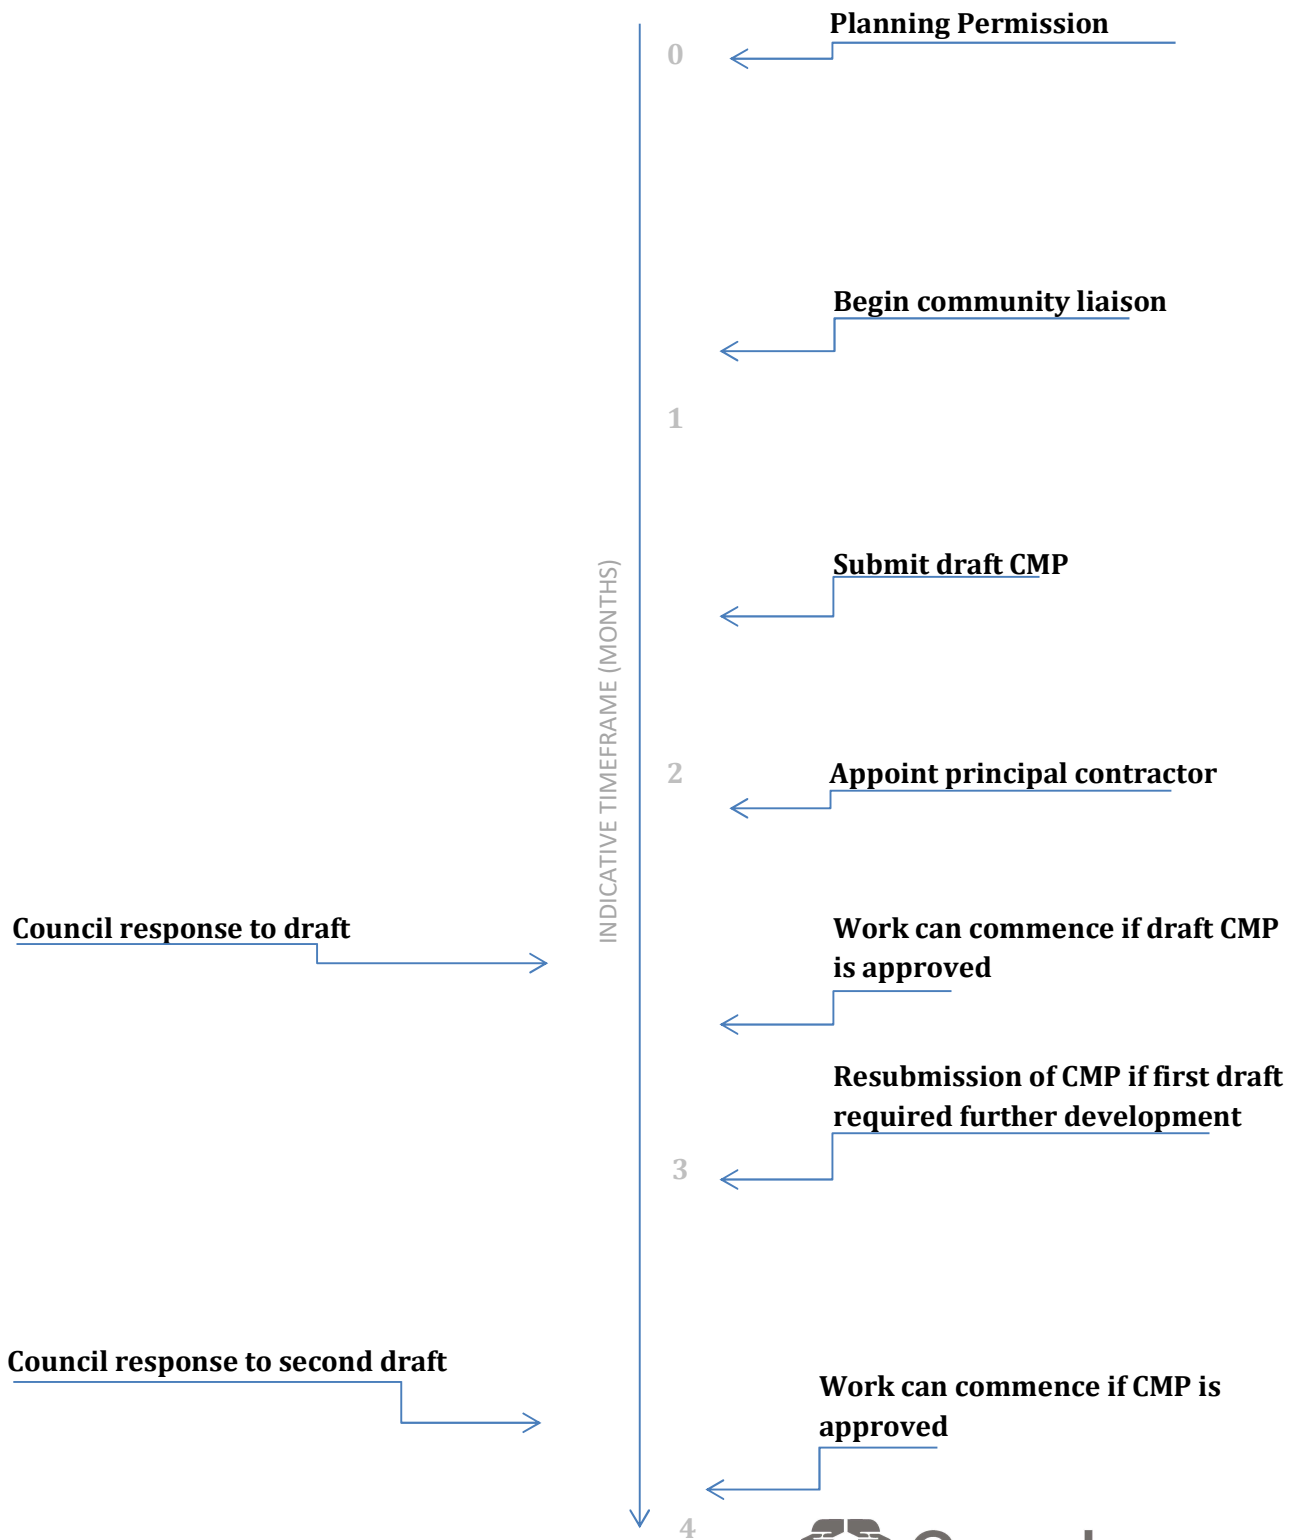 Planning Permission
0
Begin community liaison
1
Submit draft CMP
INDICATIVE TIMEFRAME (MONTHS)
2
Appoint principal contractor
Council response to draft
Work can commence if draft CMP
is approved
Resubmission of CMP if first draft
required further development
3
Council response to second draft
Work can commence if CMP is
approved
4